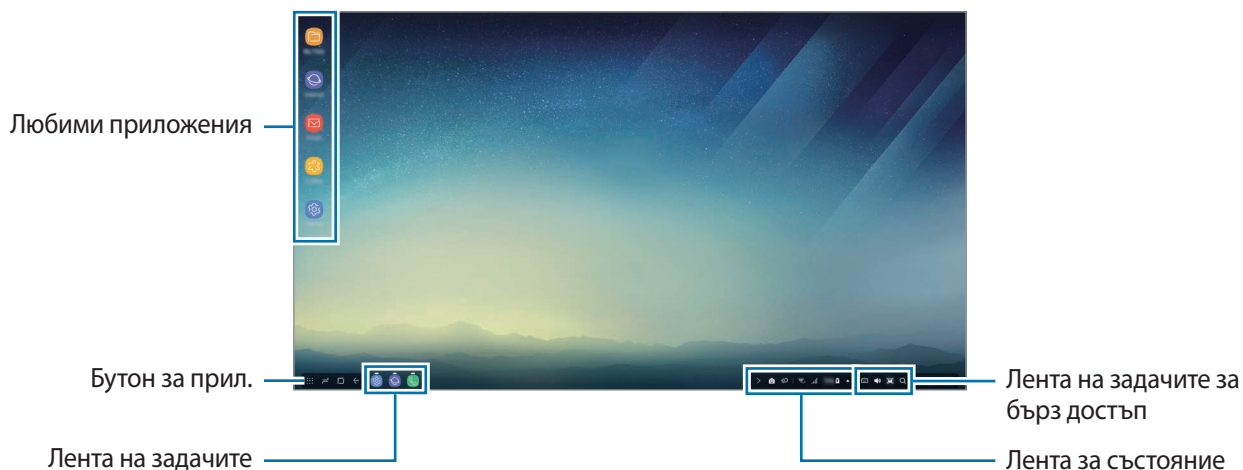 Любими приложения
Бутон за прил.
Лента на задачите
Лента на задачите за
бърз достъп
Лента за състояние